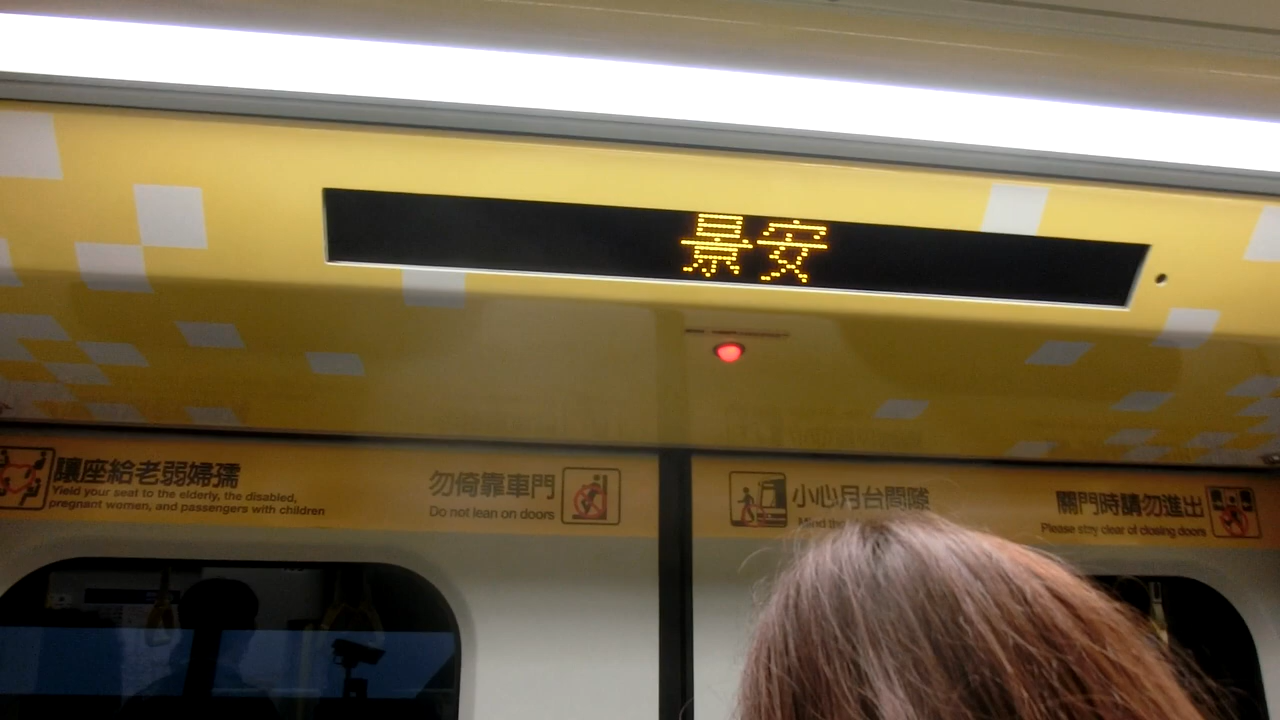 景安
讓座給老弱婦孺
Yield your seat to the elderly, the disabled,
pregnant women, and passengers with children
勿倚靠車門
Do not lean on doors
小心月台間隙
Mind the
關門時請勿進出
Please stay clear of closing doors